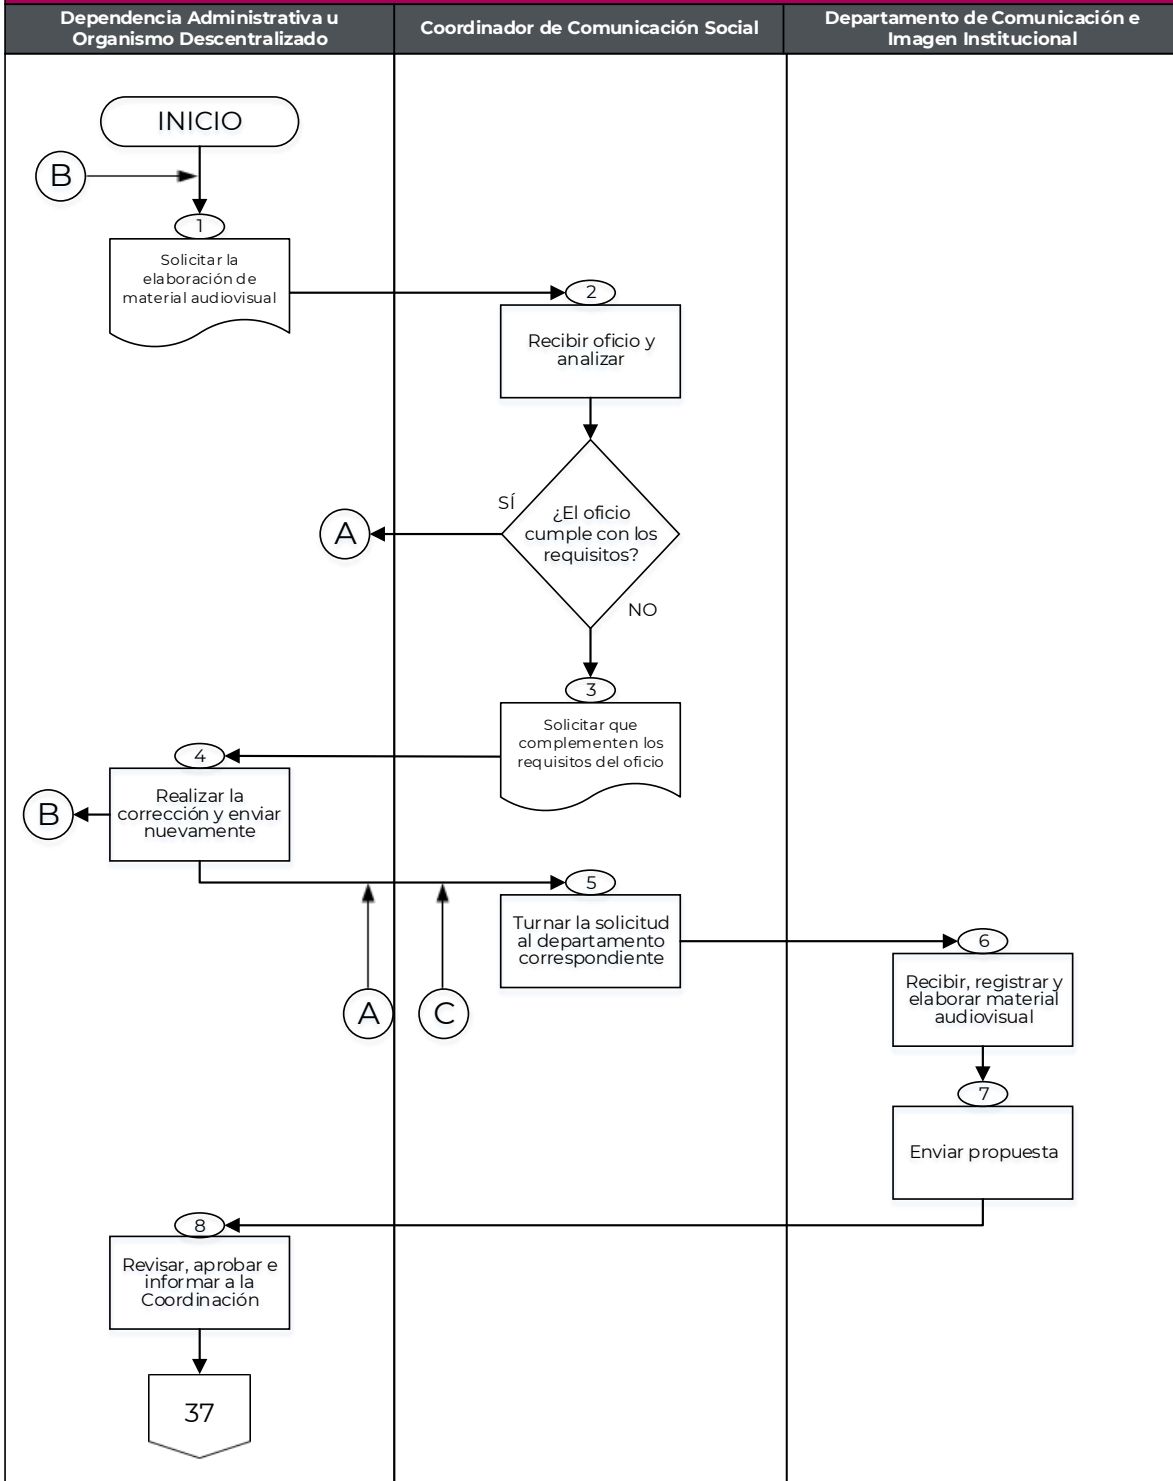 Dependencia Administrativa u
Organismo Descentralizado
Coordinador de Comunicación Social
Departamento de Comunicación e
Imagen Institucional
INICIO
B
1
Solicitar la
elaboración de
material audiovisual
2
Recibir oficio y
analizar
SÍ
¿El oficio
cumple con los
requisitos?
A
NO
3
Solicitar que
complementen los
requisitos del oficio
4
Realizar la
corrección y enviar
nuevamente
B
5
Turnar la solicitud
al departamento
correspondiente
A
C
6
Recibir, registrar y
elaborar material
audiovisual
7
Enviar propuesta
8
Revisar, aprobar e
informar a la
Coordinación
37